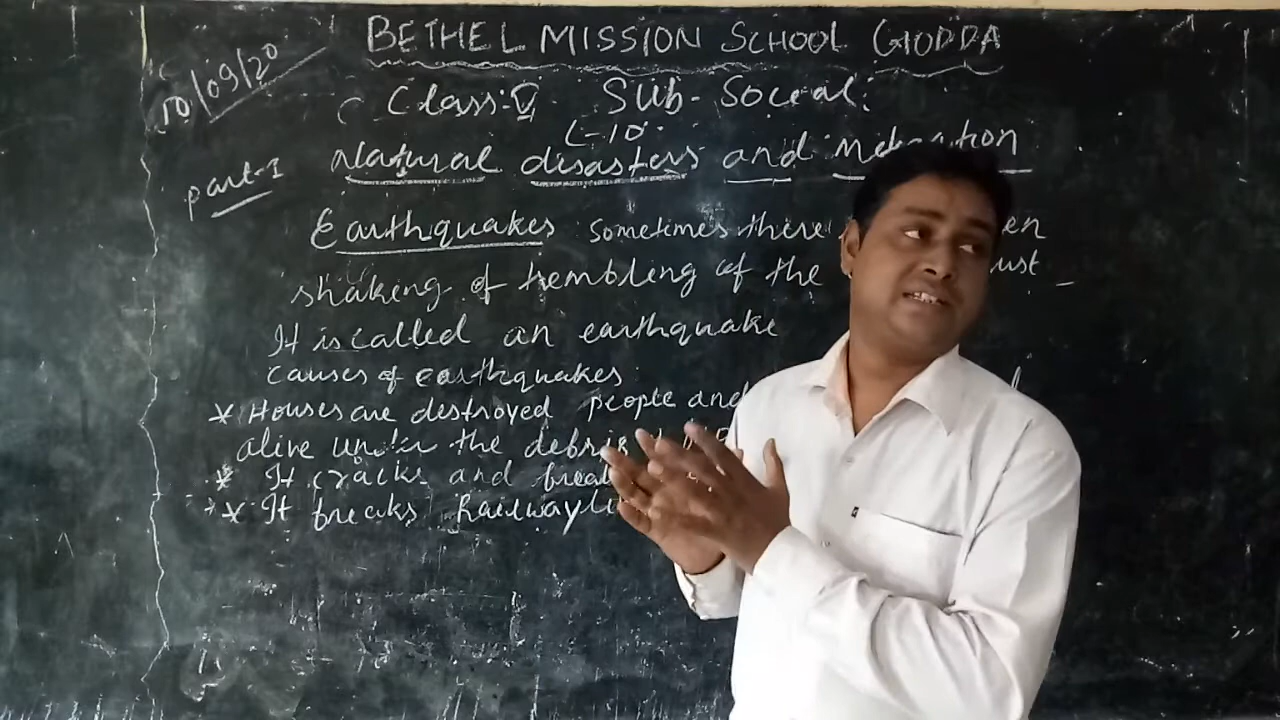 BETHEL MISSION SCHOOL GODDA
10/09/20
Class:V Sub- Social:
L-10.
Natural disasters and
part-I
Earthquakes sometimes there
shaking of trembling of the
It is called an earthquake
causes of earthquakes:
* Houses are destroyed people and
alive under the debris
* It cracks and
* It breaks Railway